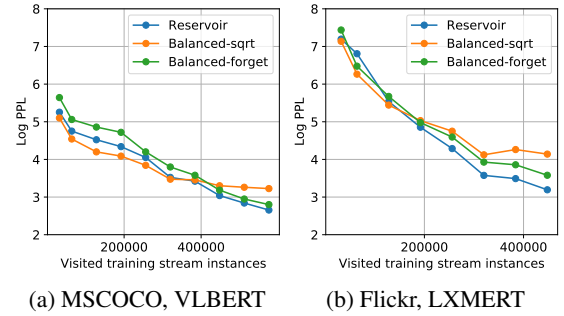 8
7
6
5
4
3
2
Log PPL
Reservoir
Balanced-sqrt
Balanced-forget
200000
400000
Visited training stream instances
(a) MSCOCO, VLBERT
8
7
6
5
4
3
2
Log PPL
Reservoir
Balanced-sqrt
Balanced-forget
200000
400000
Visited training stream instances
(b) Flickr, LXMERT